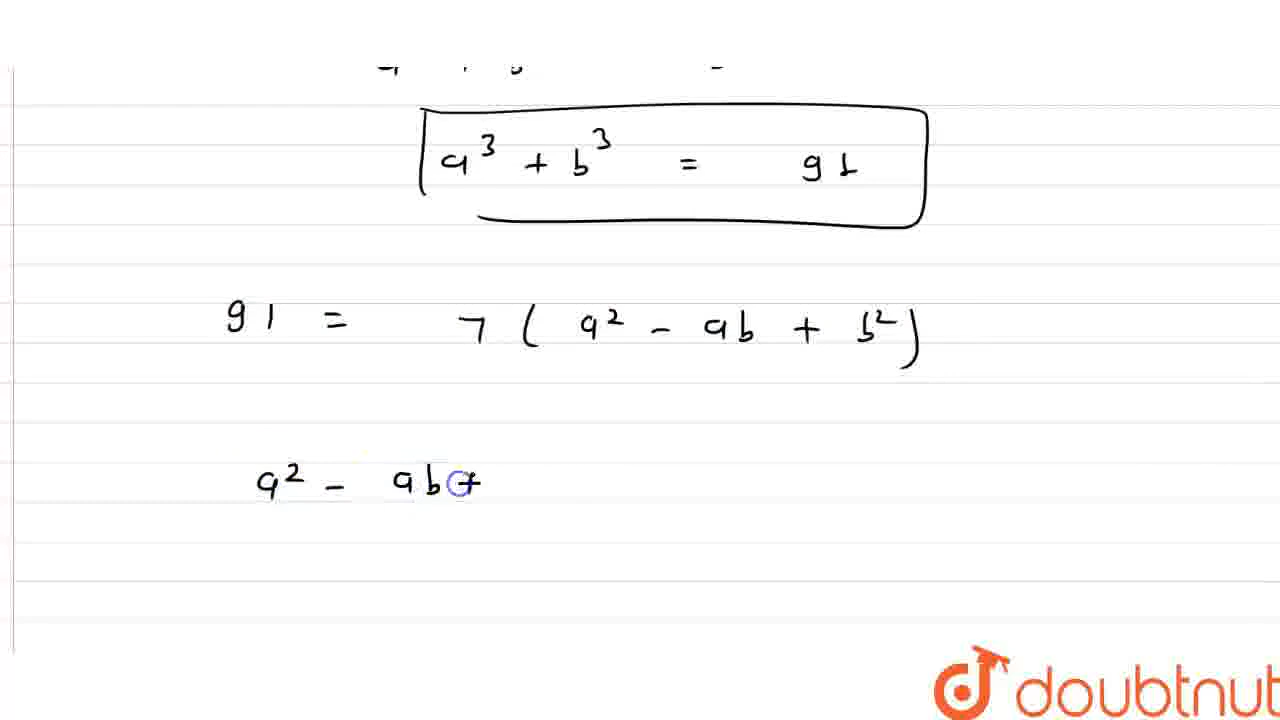 a³ + b³ = 91
91 = 7 ( a² - ab + b² )
a² - ab +
doubtnut